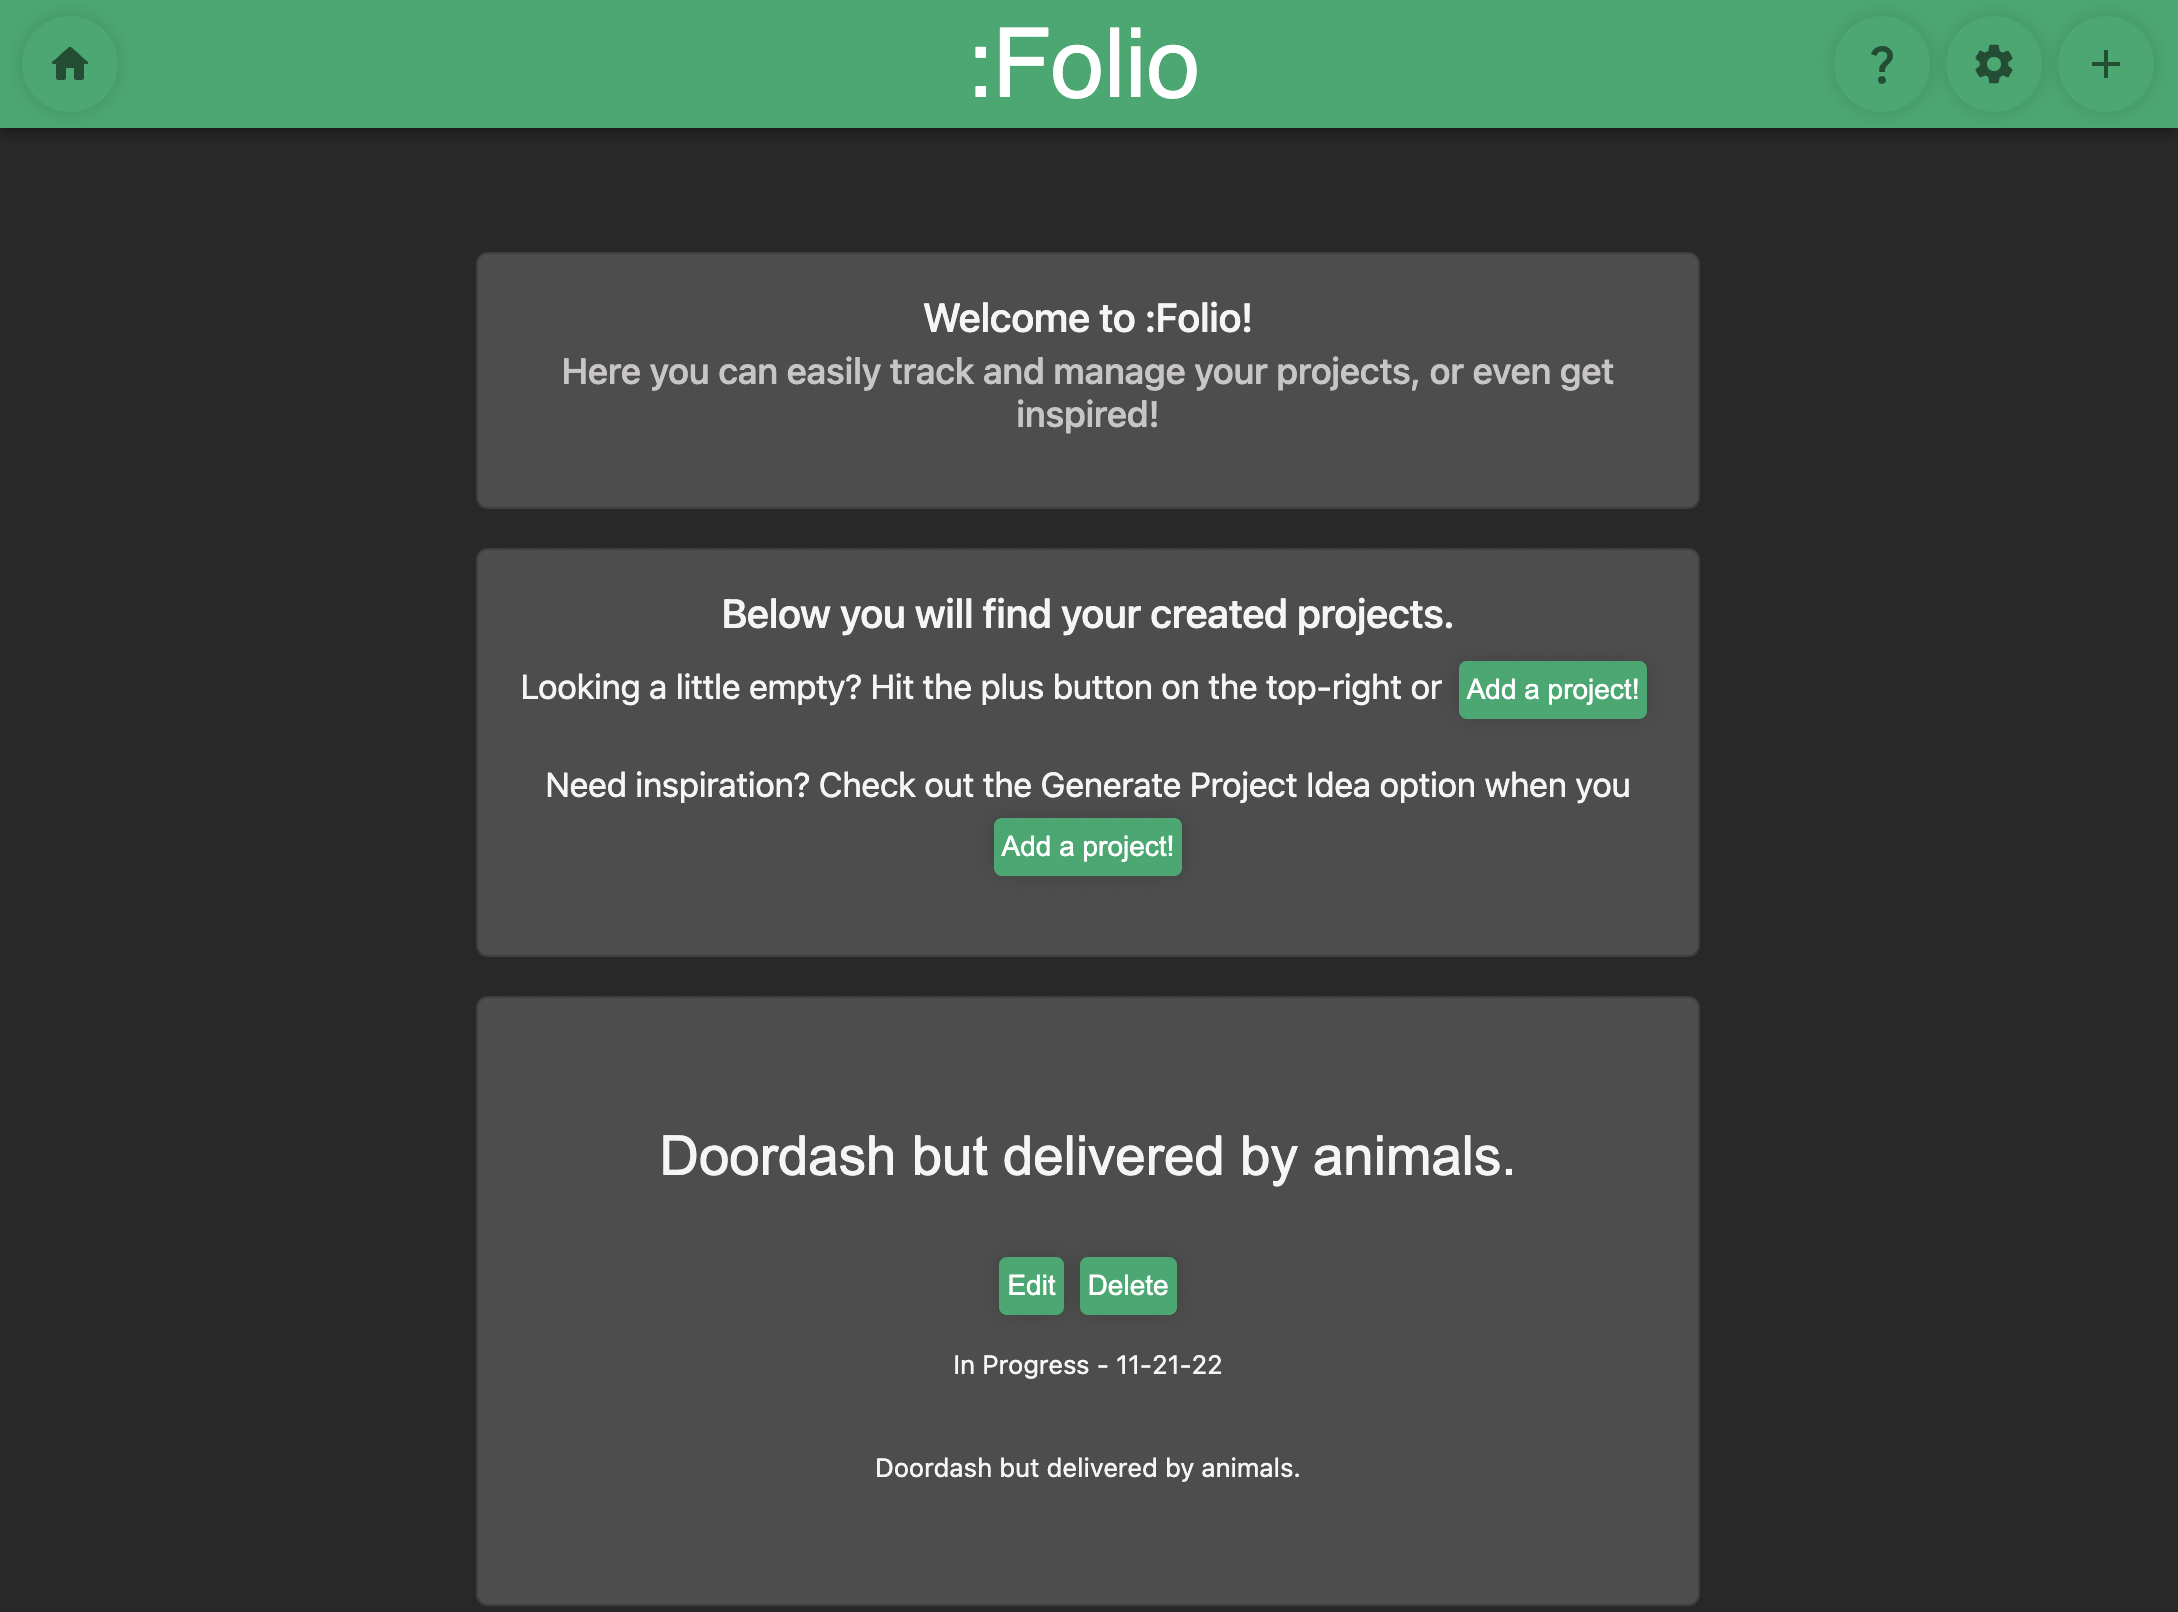 :Folio
?
+
Welcome to :Folio!
Here you can easily track and manage your projects, or even get
inspired!
Below you will find your created projects.
Looking a little empty? Hit the plus button on the top-right or Add a project!
Need inspiration? Check out the Generate Project Idea option when you
Add a project!
Doordash but delivered by animals.
Edit Delete
In Progress - 11-21-22
Doordash but delivered by animals.